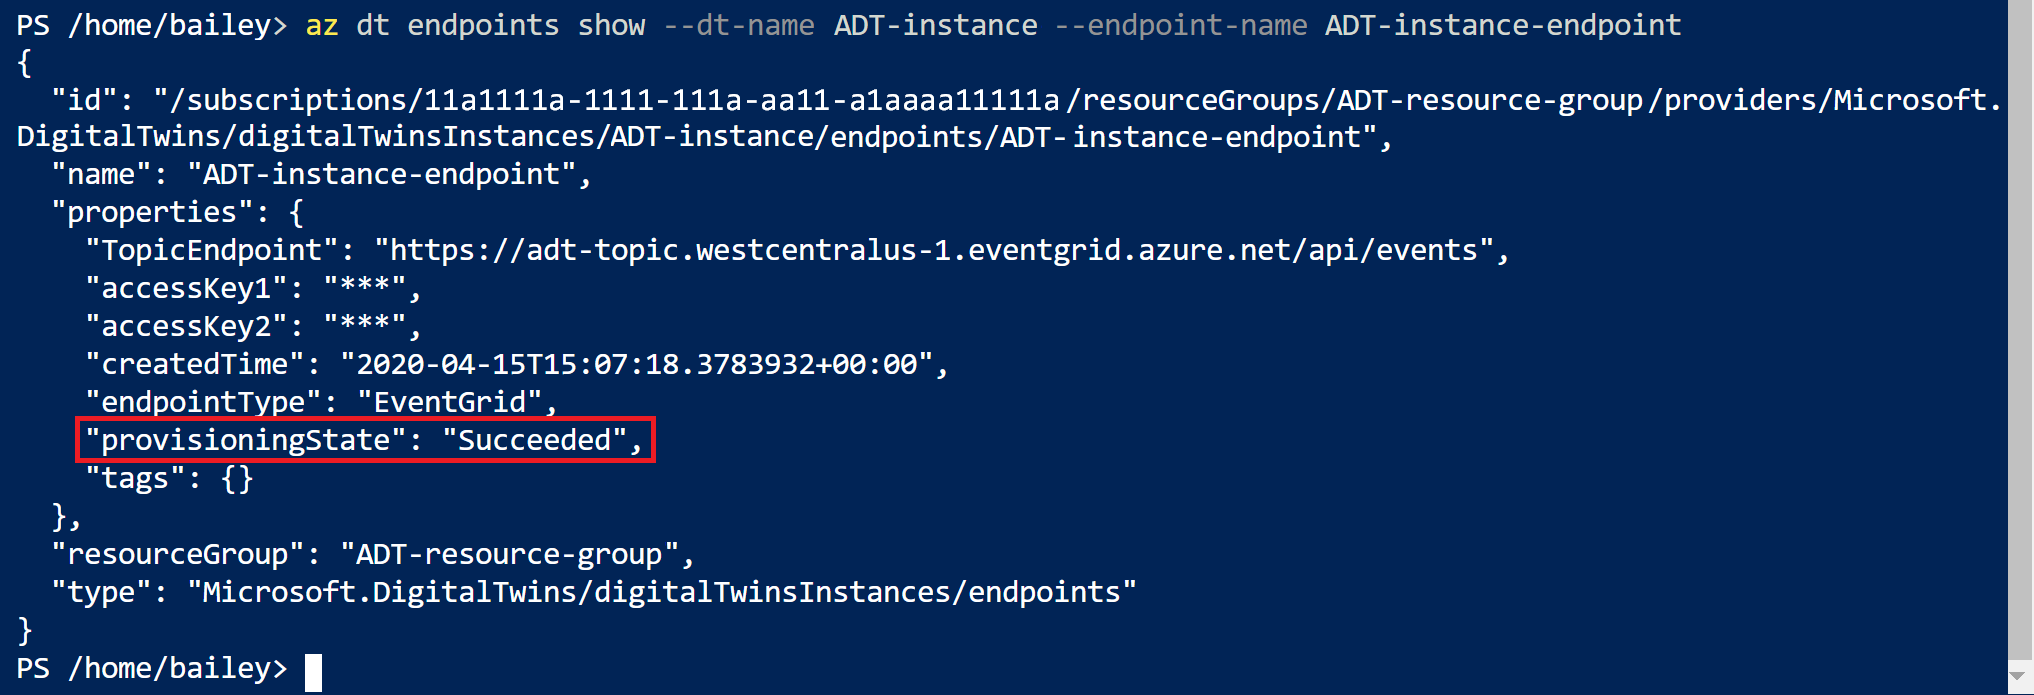 PS /home/bailey> az dt endpoints show --dt-name ADT-instance --endpoint-name ADT-instance-endpoint
{
  "id": "/subscriptions/11a1111a-1111-111a-aa11-a1aaaa11111a/resourceGroups/ADT-resource-group/providers/Microsoft.
DigitalTwins/digitalTwinsInstances/ADT-instance/endpoints/ADT-instance-endpoint",
  "name": "ADT-instance-endpoint",
  "properties": {
    "TopicEndpoint": "https://adt-topic.westcentralus-1.eventgrid.azure.net/api/events",
    "accessKey1": "***",
    "accessKey2": "***",
    "createdTime": "2020-04-15T15:07:18.3783932+00:00",
    "endpointType": "EventGrid",
    "provisioningState": "Succeeded",
    "tags": {}
  },
  "resourceGroup": "ADT-resource-group",
  "type": "Microsoft.DigitalTwins/digitalTwinsInstances/endpoints"
}
PS /home/bailey>